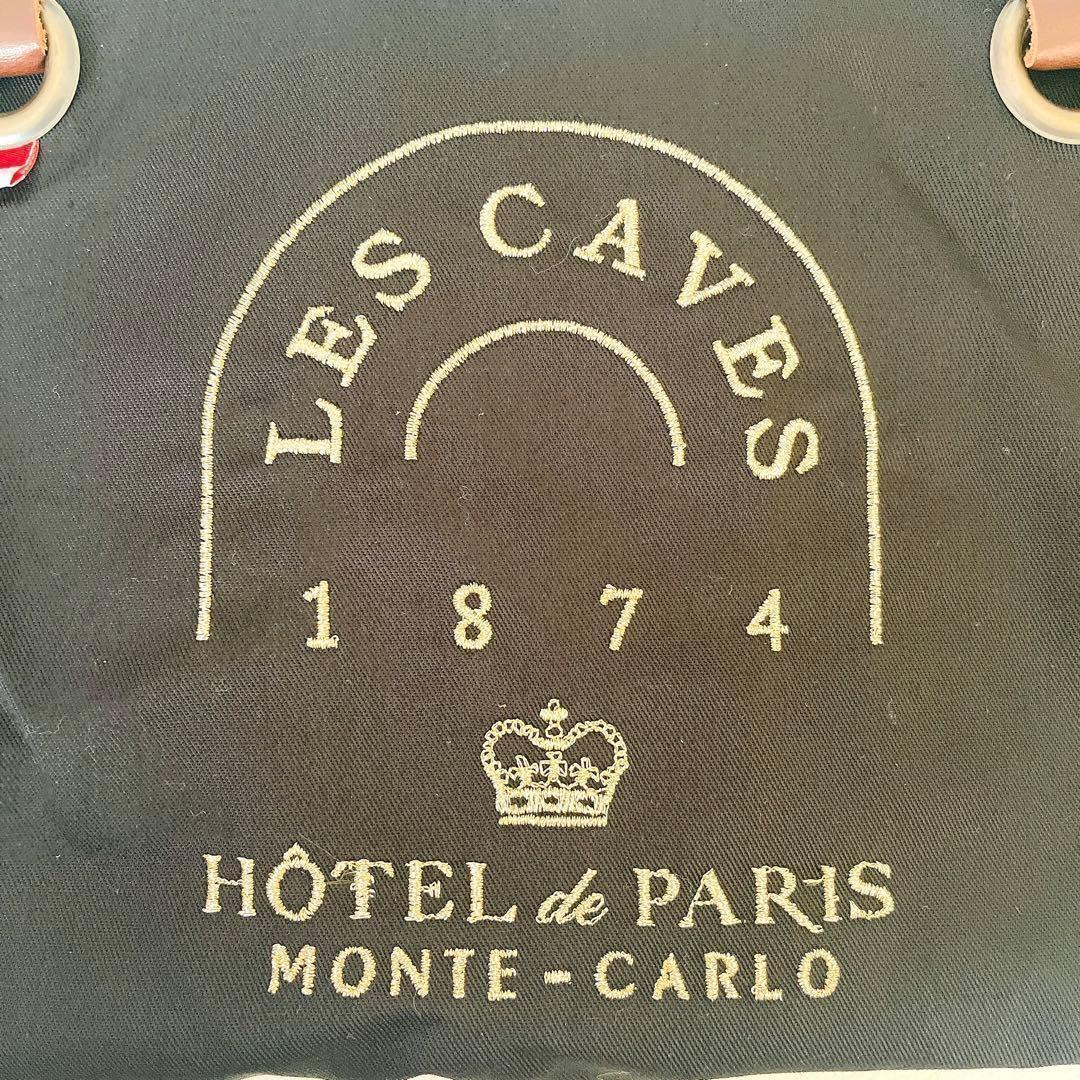 LES CAVES
1874
HÔTEL de PARIS
MONTE-CARLO